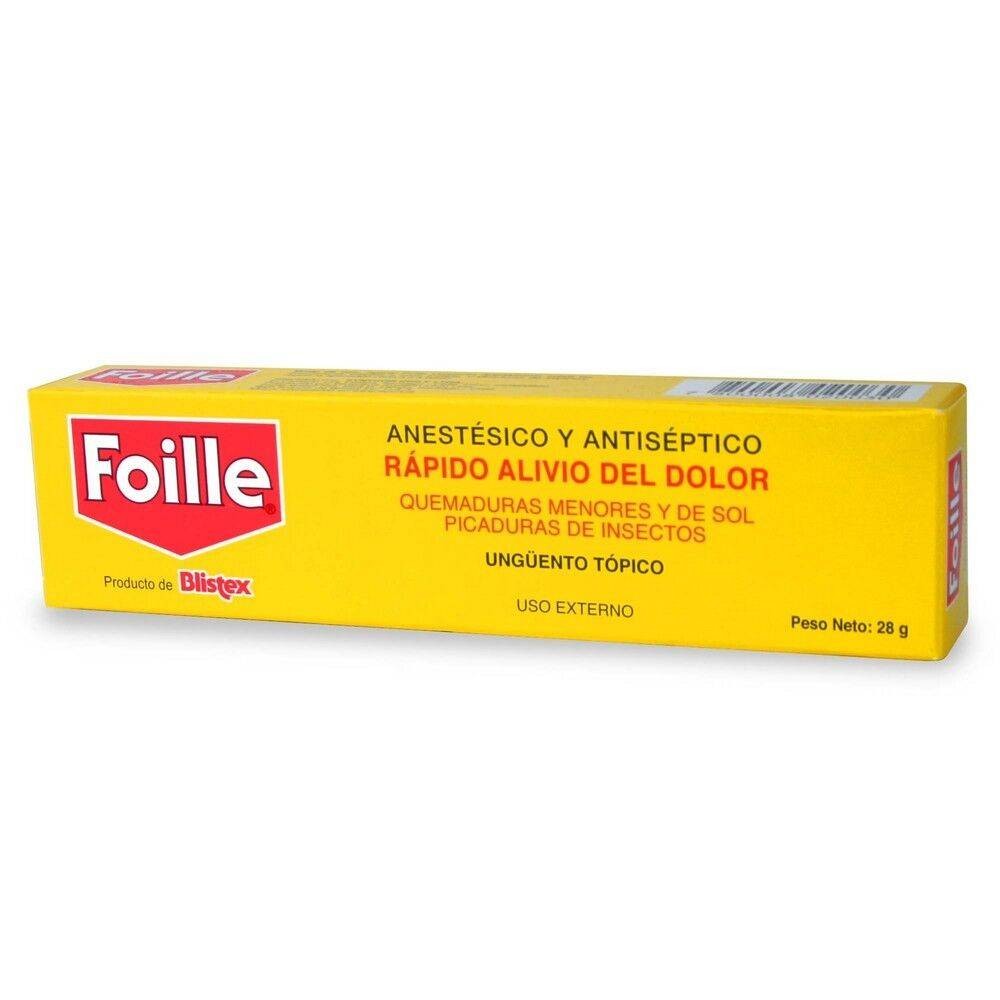 Foille
Foille®
Producto de Blistex
ANESTÉSICO Y ANTISÉPTICO
RÁPIDO ALIVIO DEL DOLOR
QUEMADURAS MENORES Y DE SOL
PICADURAS DE INSECTOS
UNGÜENTO TÓPICO
USO EXTERNO
Peso Neto: 28 g
Foille